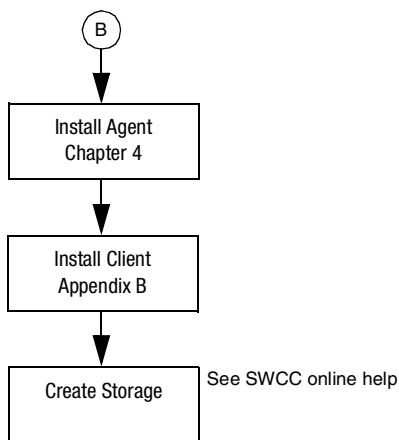 B
Install Agent
Chapter 4
Install Client
Appendix B
Create Storage
See SWCC online help